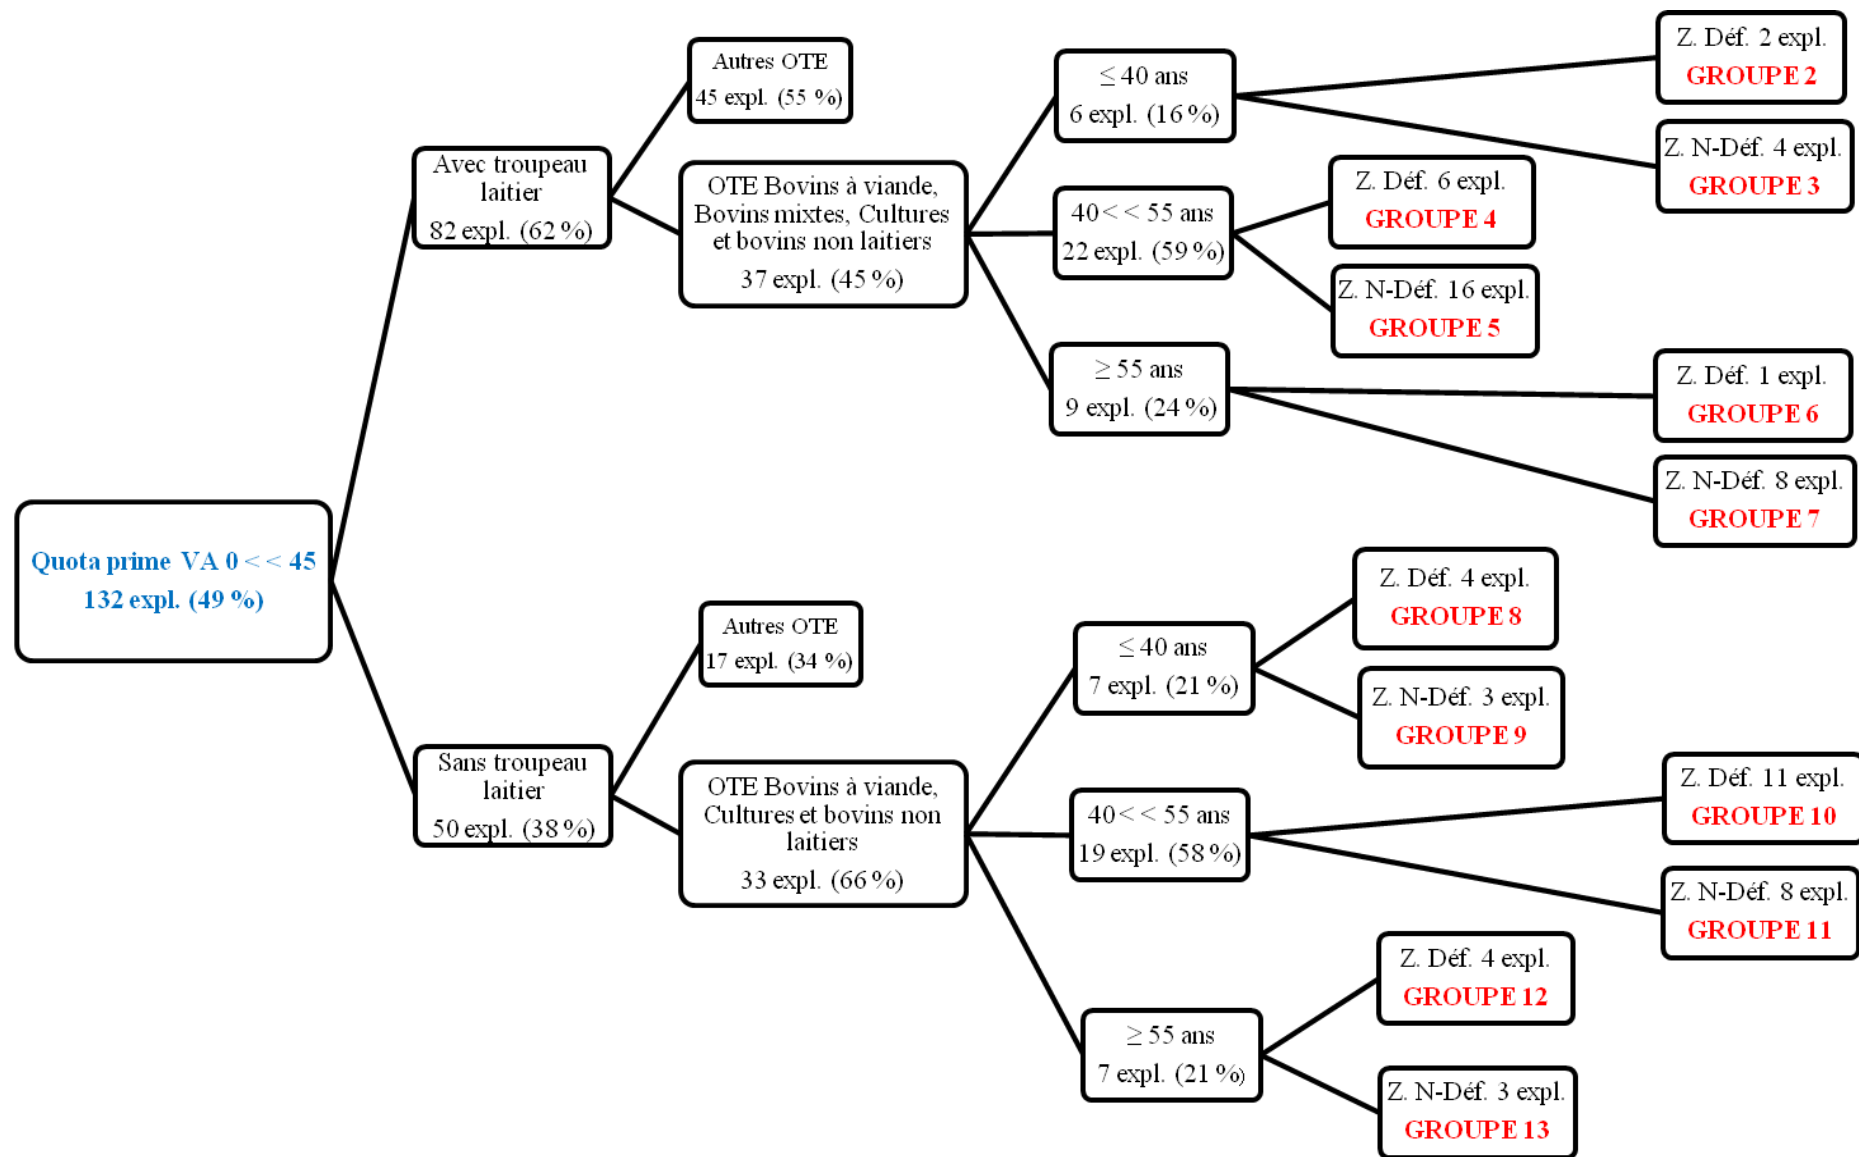 Quota prime VA 0 < < 45
132 expl. (49 %)
Avec troupeau
laitier
82 expl. (62 %)
Autres OTE
45 expl. (55 %)
OTE Bovins à viande,
Bovins mixtes, Cultures
et bovins non laitiers
37 expl. (45 %)
≤ 40 ans
6 expl. (16 %)
Z. Déf. 2 expl.
GROUPE 2
Z. N-Déf. 4 expl.
GROUPE 3
40 < < 55 ans
22 expl. (59 %)
Z. Déf. 6 expl.
GROUPE 4
Z. N-Déf. 16 expl.
GROUPE 5
≥ 55 ans
9 expl. (24 %)
Z. Déf. 1 expl.
GROUPE 6
Z. N-Déf. 8 expl.
GROUPE 7
Sans troupeau
laitier
50 expl. (38 %)
Autres OTE
17 expl. (34 %)
OTE Bovins à viande,
Cultures et bovins non
laitiers
33 expl. (66 %)
≤ 40 ans
7 expl. (21 %)
Z. Déf. 4 expl.
GROUPE 8
Z. N-Déf. 3 expl.
GROUPE 9
40 < < 55 ans
19 expl. (58 %)
Z. Déf. 11 expl.
GROUPE 10
Z. N-Déf. 8 expl.
GROUPE 11
≥ 55 ans
7 expl. (21 %)
Z. Déf. 4 expl.
GROUPE 12
Z. N-Déf. 3 expl.
GROUPE 13